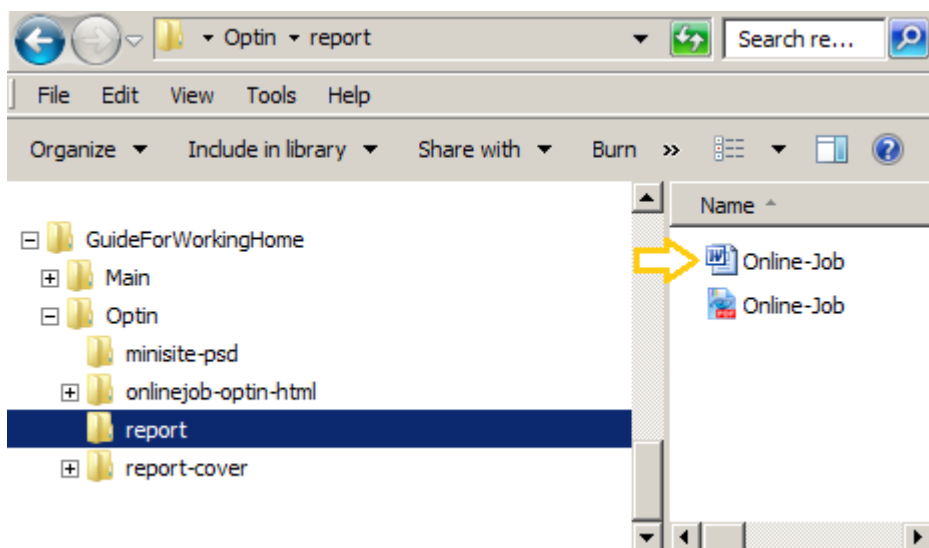 Optin report Search re...
File Edit View Tools Help
Organize Include in library Share with Burn »
Name
GuideForWorkingHome
Main
Optin
minisite-psd
onlinejob-optin-html
report
report-cover
Online-Job
Online-Job